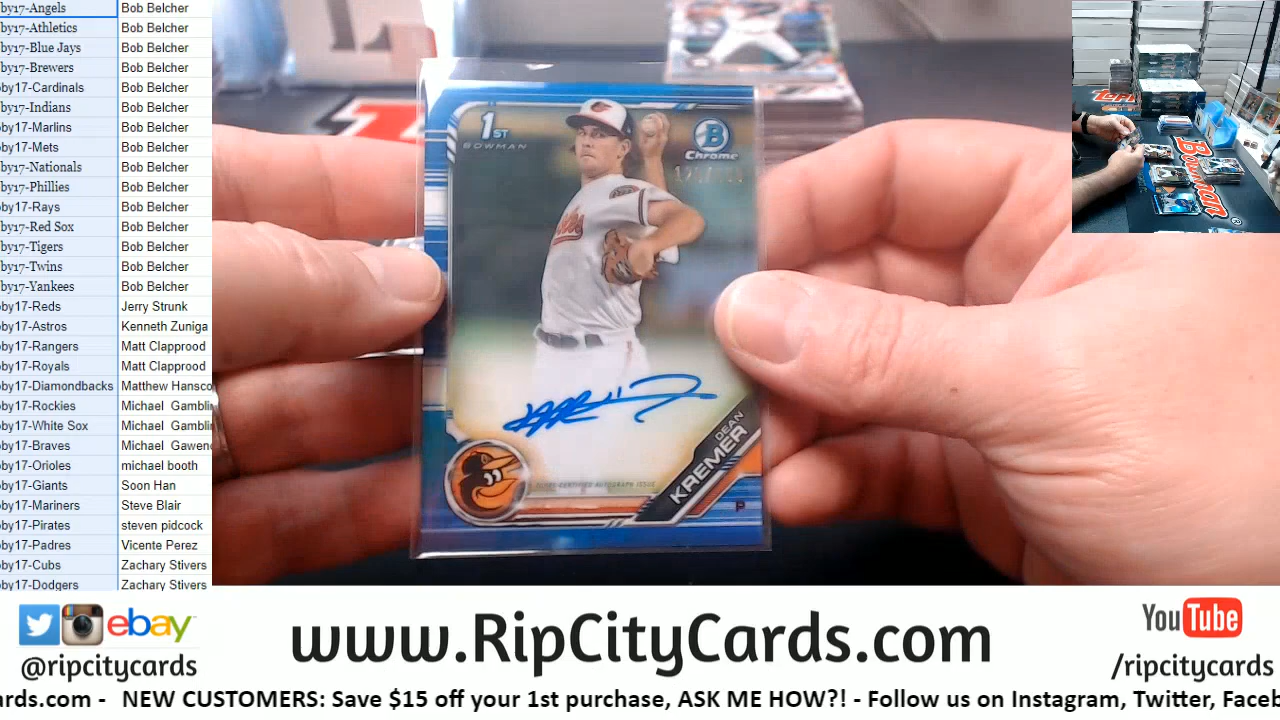 by17-Angels Bob Belcher
by17-Athletics Bob Belcher
by17-Blue Jays Bob Belcher
by17-Brewers Bob Belcher
by17-Cardinals Bob Belcher
by17-Indians Bob Belcher
by17-Marlins Bob Belcher
by17-Mets Bob Belcher
by17-Nationals Bob Belcher
by17-Phillies Bob Belcher
by17-Rays Bob Belcher
by17-Red Sox Bob Belcher
by17-Tigers Bob Belcher
by17-Twins Bob Belcher
by17-Yankees Bob Belcher
by17-Reds Jerry Strunk
by17-Astros Kenneth Zuniga
by17-Rangers Matt Clapprood
by17-Royals Matt Clapprood
by17-Diamondbacks Matthew Hansco
by17-Rockies Michael Gamblin
by17-White Sox Michael Gamblin
by17-Braves Michael Gawenc
by17-Orioles michael booth
by17-Giants Soon Han
by17-Mariners Steve Blair
by17-Pirates steven pidcock
by17-Padres Vicente Perez
by17-Cubs Zachary Stivers
by17-Dodgers Zachary Stivers
1ST
BOWMAN
B
Chrome
TOPPS CERTIFIED AUTOGRAPH ISSUE
DEAN
KREMER
P
topps
Bowman
ebay
@ripcitycards
www.RipCityCards.com
YouTube
/ripcitycards
ards.com - NEW CUSTOMERS: Save $15 off your 1st purchase, ASK ME HOW?! - Follow us on Instagram, Twitter, Faceb